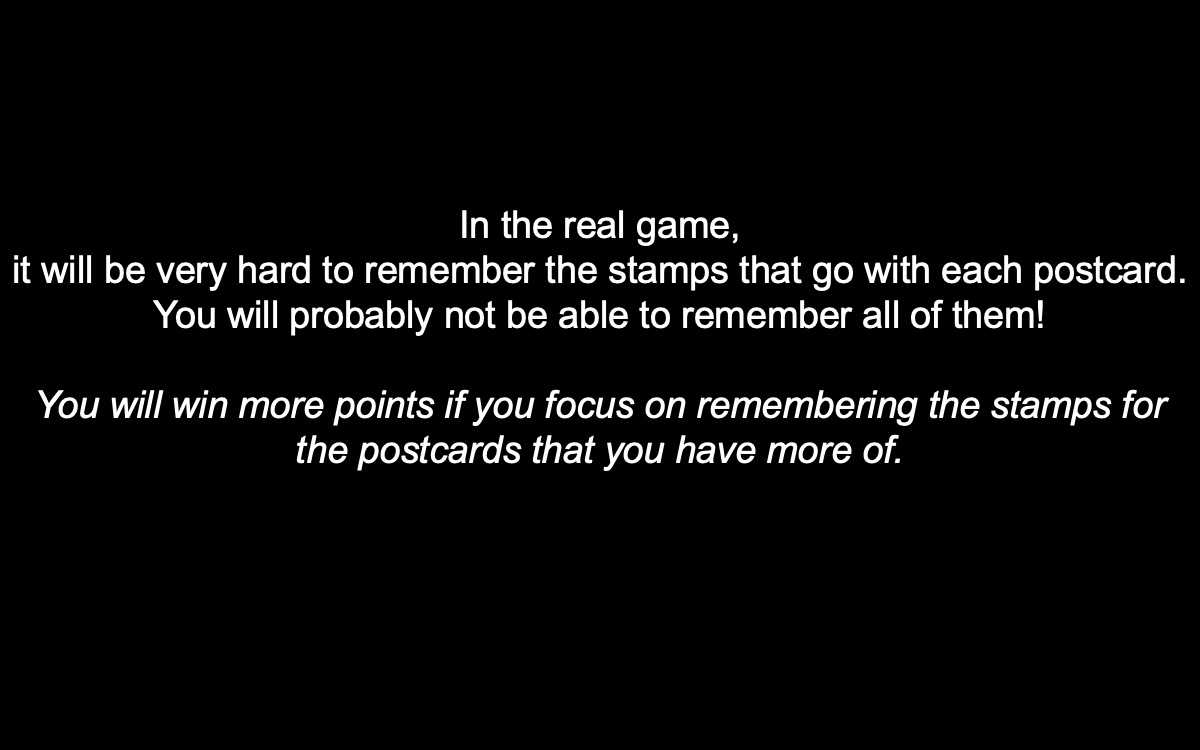 In the real game,
it will be very hard to remember the stamps that go with each postcard.
You will probably not be able to remember all of them!
You will win more points if you focus on remembering the stamps for
the postcards that you have more of.